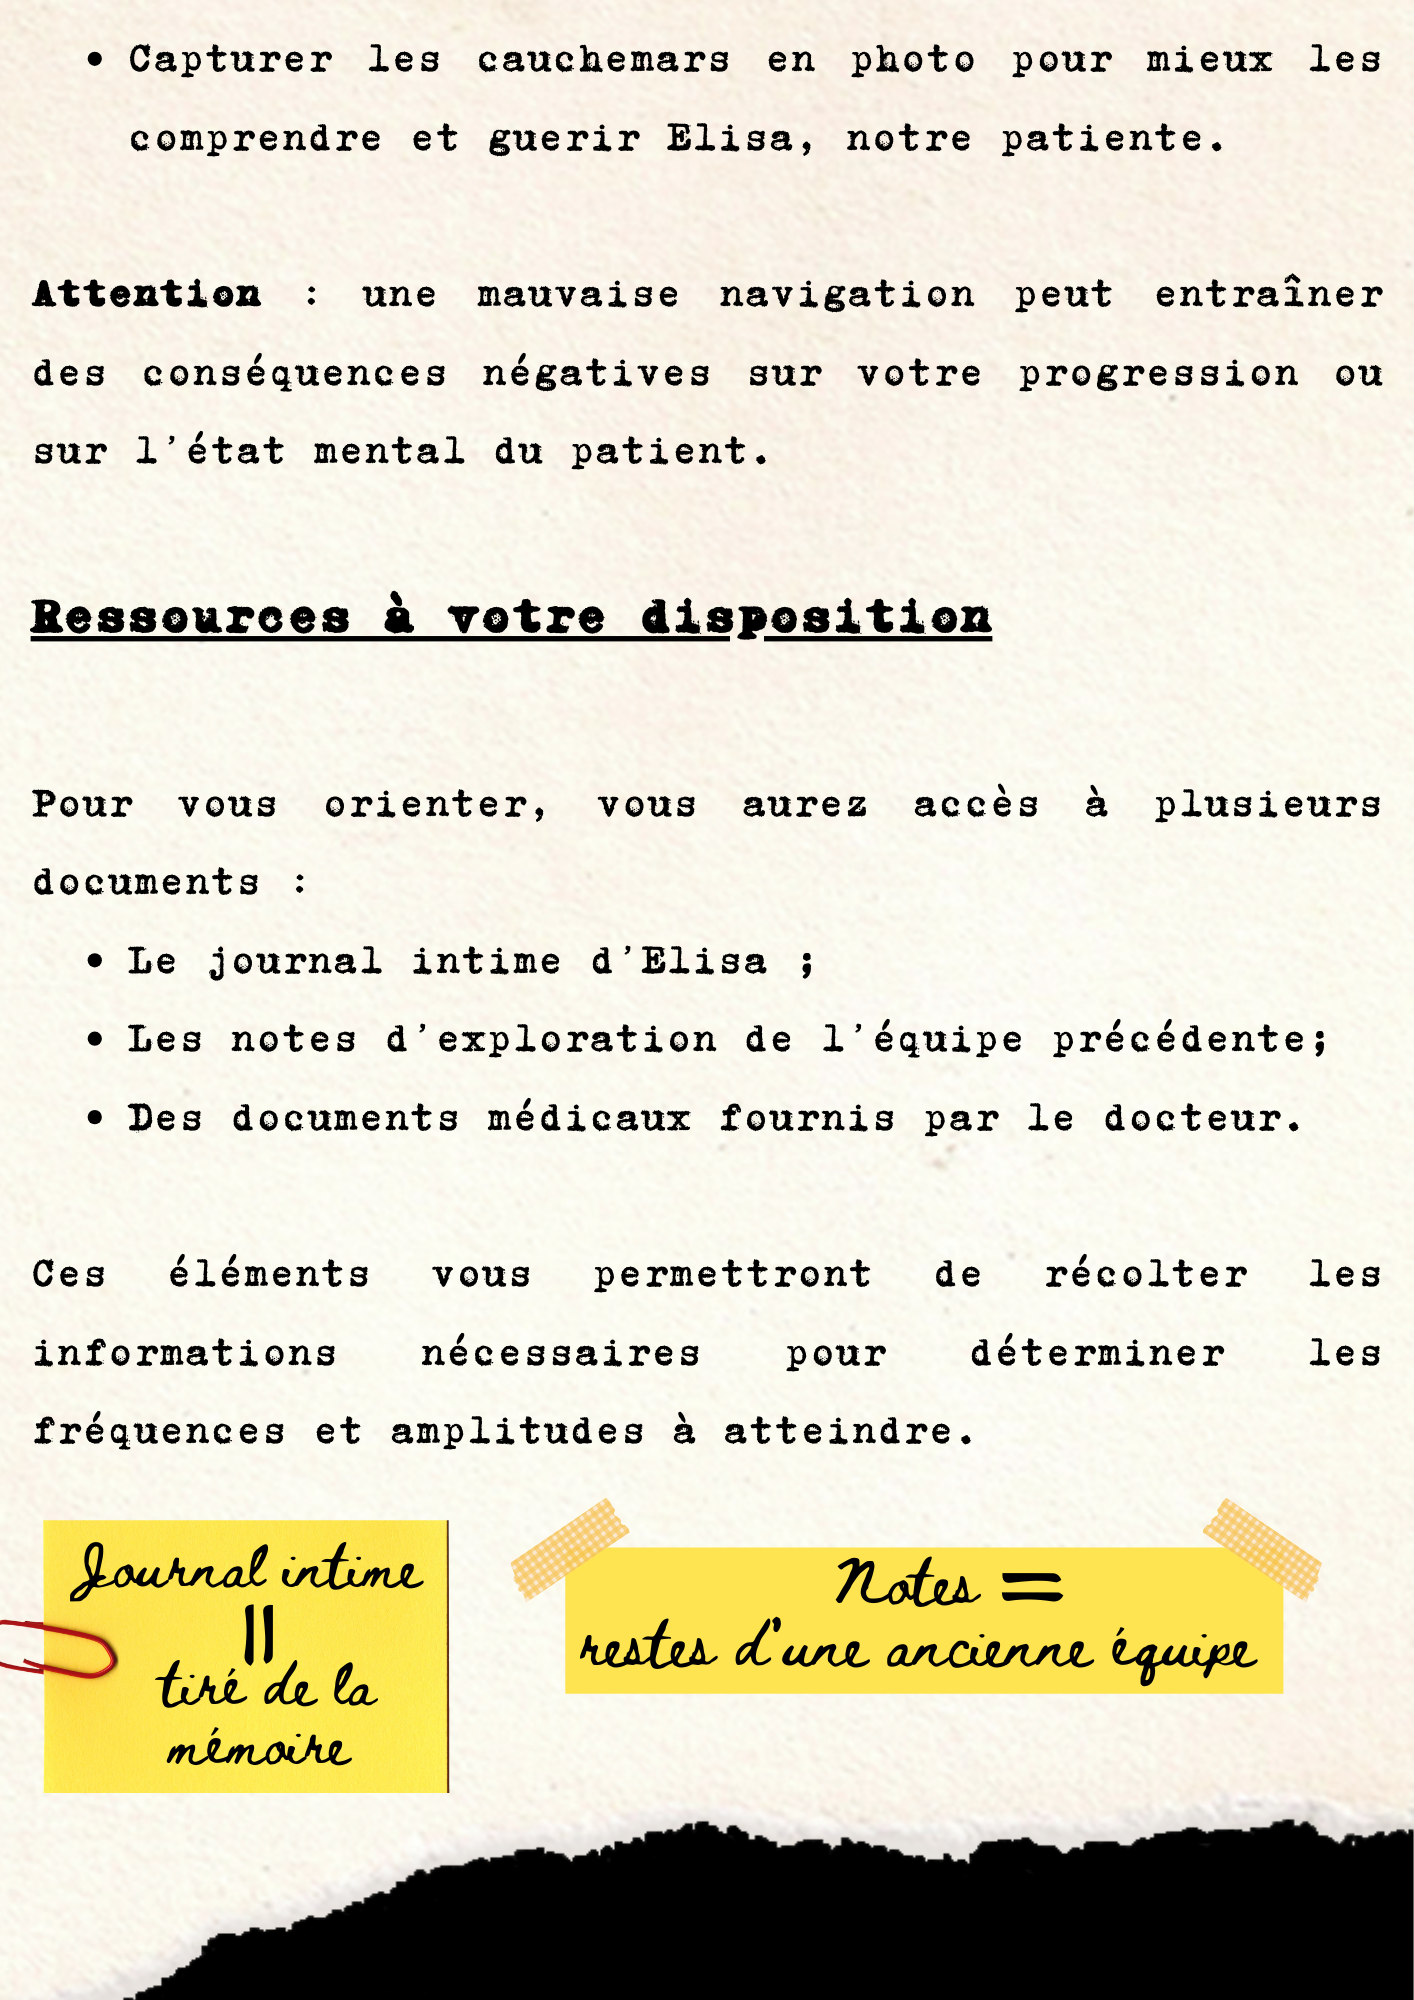 • Capturer les cauchemars en photo pour mieux les
comprendre et guerir Elisa, notre patiente.
Attention : une mauvaise navigation peut entraîner
des conséquences négatives sur votre progression ou
sur l'état mental du patient.
Ressources à votre disposition
Pour vous orienter, vous aurez accès à plusieurs
documents :
• Le journal intime d'Elisa ;
• Les notes d'exploration de l'équipe précédente;
• Des documents médicaux fournis par le docteur.
Ces éléments vous permettront de récolter les
informations nécessaires pour déterminer les
fréquences et amplitudes à atteindre.
Journal intime
=
tiré de la
mémoire
Notes =
restes d'une ancienne équipe